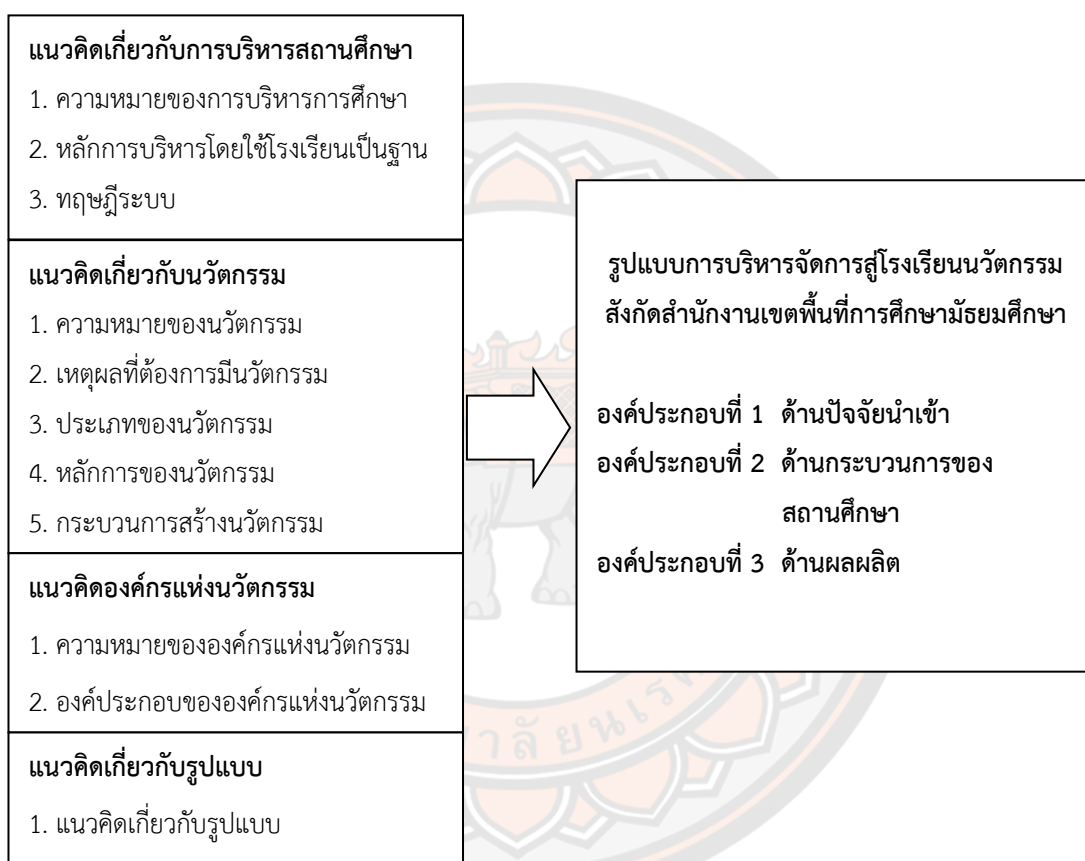 แนวคิดเกี่ยวกับการบริหารสถานศึกษา
1. ความหมายของการบริหารการศึกษา
2. หลักการบริหารโดยใช้โรงเรียนเป็นฐาน
3. ทฤษฎีระบบ
แนวคิดเกี่ยวกับนวัตกรรม
1. ความหมายของนวัตกรรม
2. เหตุผลที่ต้องการมีนวัตกรรม
3. ประเภทของนวัตกรรม
4. หลักการของนวัตกรรม
5. กระบวนการสร้างนวัตกรรม
แนวคิดองค์กรแห่งนวัตกรรม
1. ความหมายขององค์กรแห่งนวัตกรรม
2. องค์ประกอบขององค์กรแห่งนวัตกรรม
แนวคิดเกี่ยวกับรูปแบบ
1. แนวคิดเกี่ยวกับรูปแบบ
รูปแบบการบริหารจัดการสู่โรงเรียนนวัตกรรม
สังกัดสำนักงานเขตพื้นที่การศึกษามัธยมศึกษา
องค์ประกอบที่ 1 ด้านปัจจัยนำเข้า
องค์ประกอบที่ 2 ด้านกระบวนการของ
สถานศึกษา
องค์ประกอบที่ 3 ด้านผลผลิต